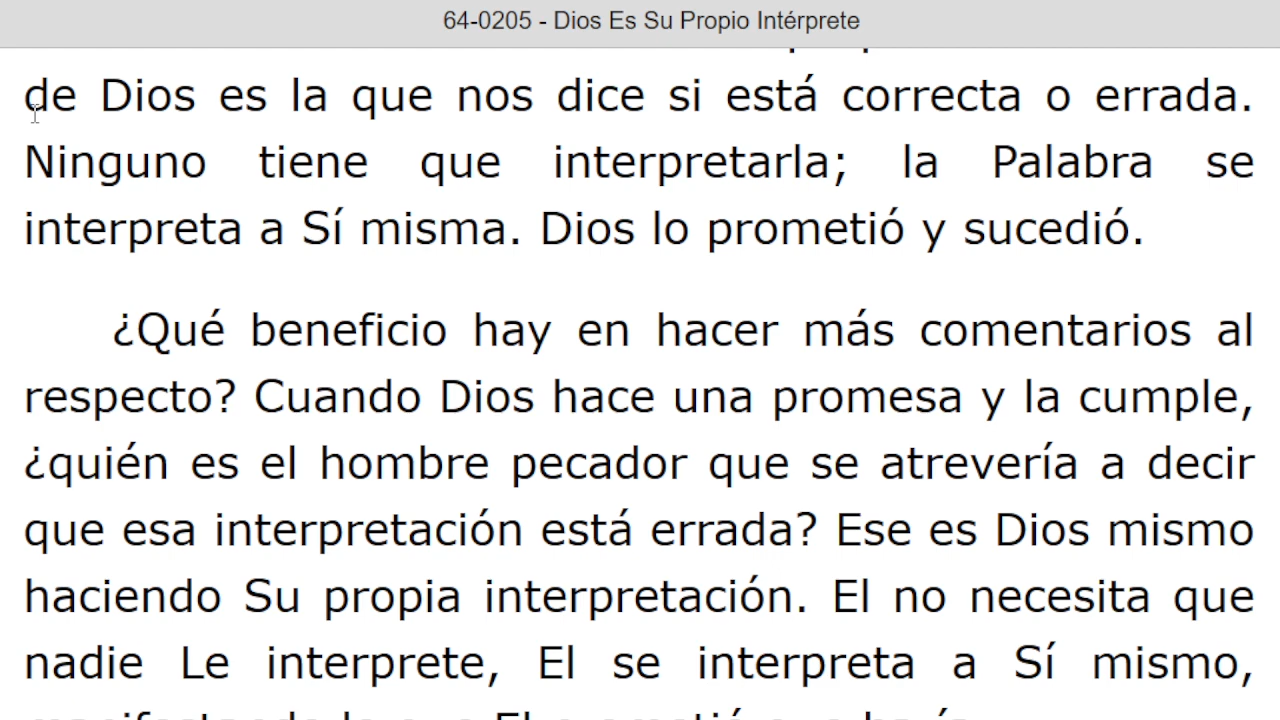 64-0205 - Dios Es Su Propio Intérprete
de Dios es la que nos dice si está correcta o errada.
Ninguno tiene que interpretarla; la Palabra se
interpreta a Sí misma. Dios lo prometió y sucedió.
¿Qué beneficio hay en hacer más comentarios al
respecto? Cuando Dios hace una promesa y la cumple,
¿quién es el hombre pecador que se atrevería a decir
que esa interpretación está errada? Ese es Dios mismo
haciendo Su propia interpretación. El no necesita que
nadie Le interprete, El se interpreta a Sí mismo,